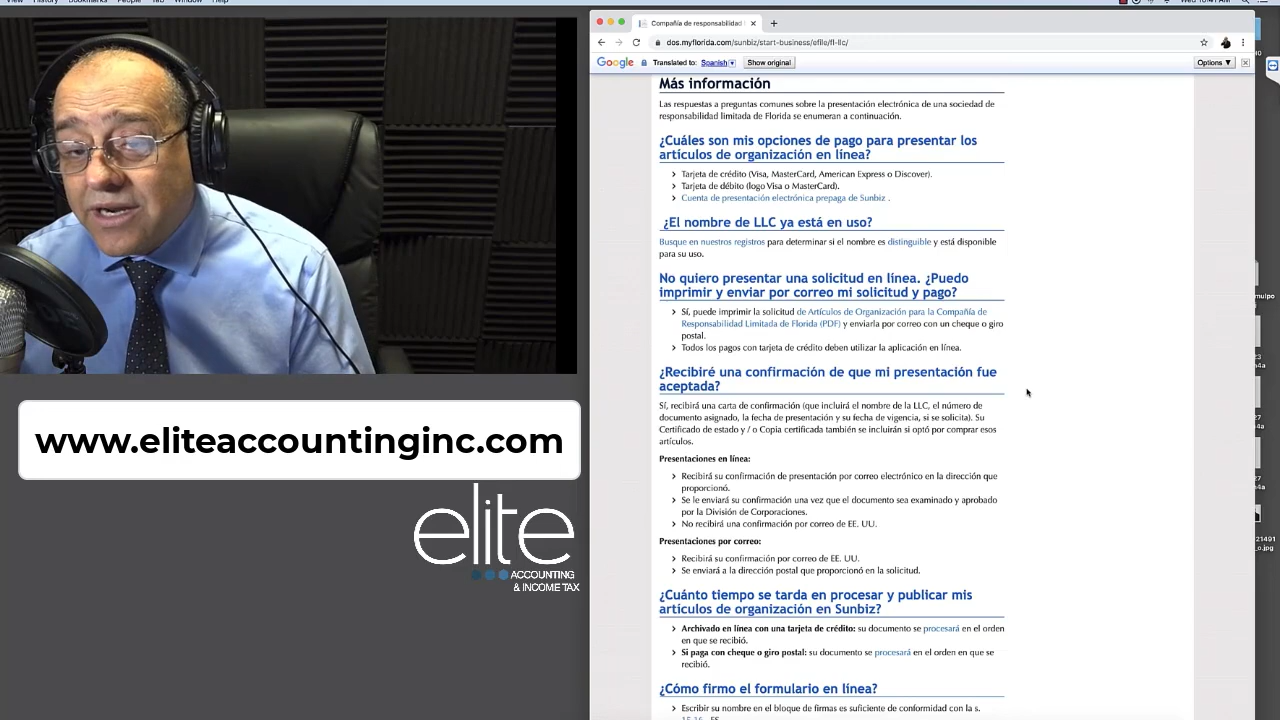 View History Bookmarks People Tab Window Help
Compañía de responsabilidad
dos.myflorida.com/sunbiz/start-business/efile/fl-llc/
Google Translated to: Spanish Show original Options ▼
Más información
Las respuestas a preguntas comunes sobre la presentación electrónica de una sociedad de
responsabilidad limitada de Florida se enumeran a continuación.
¿Cuáles son mis opciones de pago para presentar los
artículos de organización en línea?
Tarjeta de crédito (Visa, MasterCard, American Express o Discover).
Tarjeta de débito (logo Visa o MasterCard).
Cuenta de presentación electrónica prepaga de Sunbiz .
¿El nombre de LLC ya está en uso?
Busque en nuestros registros para determinar si el nombre es distinguible y está disponible
para su uso.
No quiero presentar una solicitud en línea. ¿Puedo
imprimir y enviar por correo mi solicitud y pago?
Sí, puede imprimir la solicitud de Artículos de Organización para la Compañía de
Responsabilidad Limitada de Florida (PDF) y enviarla por correo con un cheque o giro
postal.
Todos los pagos con tarjeta de crédito deben utilizar la aplicación en línea.
¿Recibiré una confirmación de que mi presentación fue
aceptada?
Sí, recibirá una carta de confirmación (que incluirá el nombre de la LLC, el número de
documento asignado, la fecha de presentación y su fecha de vigencia, si se solicita). Su
Certificado de estado y / o Copia certificada también se incluirán si optó por comprar esos
artículos.
Presentaciones en línea:
Recibirá su confirmación de presentación por correo electrónico en la dirección que
proporcionó.
Se le enviará su confirmación una vez que el documento sea examinado y aprobado
por la División de Corporaciones.
No recibirá una confirmación por correo de EE. UU.
Presentaciones por correo:
Recibirá su confirmación por correo de EE. UU.
Se enviará a la dirección postal que proporcionó en la solicitud.
¿Cuánto tiempo se tarda en procesar y publicar mis
artículos de organización en Sunbiz?
Archivado en línea con una tarjeta de crédito: su documento se procesará en el orden
en que se recibió.
Si paga con cheque o giro postal: su documento se procesará en el orden en que se
recibió.
¿Cómo firmo el formulario en línea?
Escribir su nombre en el bloque de firmas es suficiente de conformidad con la s.
www.eliteaccountinginc.com
elite
ACCOUNTING
& INCOME TAX